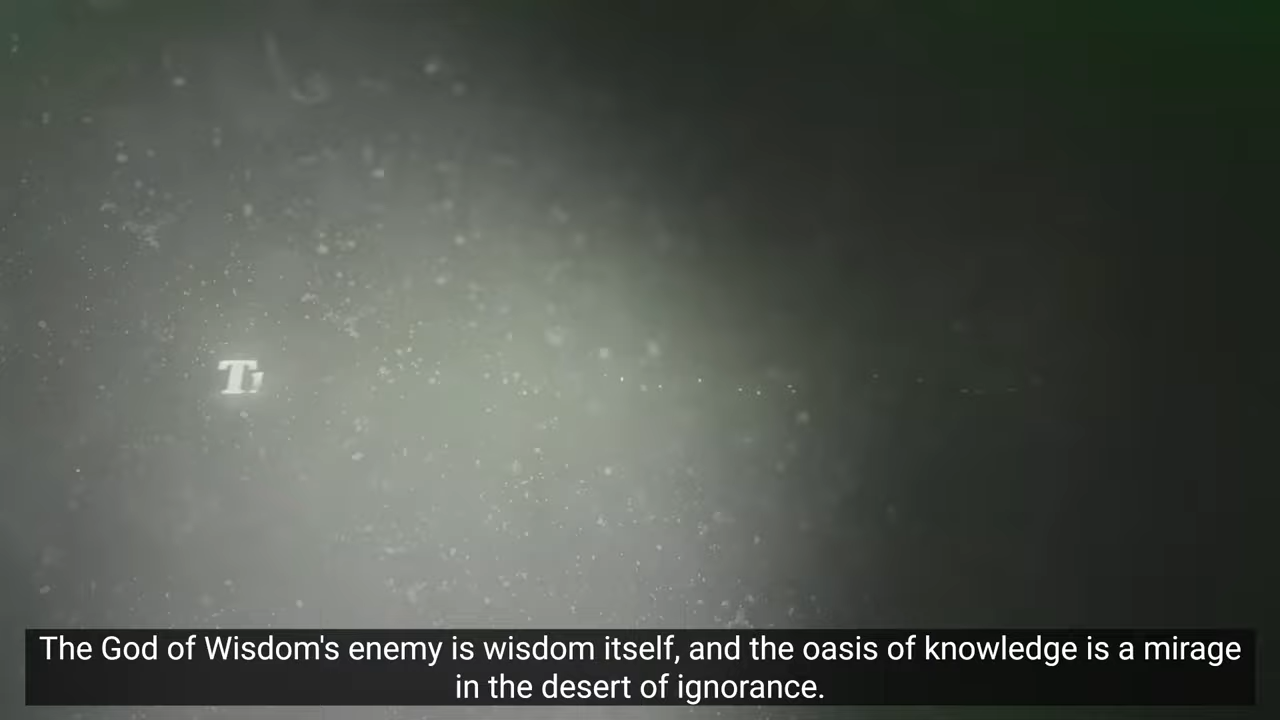 T
The God of Wisdom's enemy is wisdom itself, and the oasis of knowledge is a mirage
in the desert of ignorance.